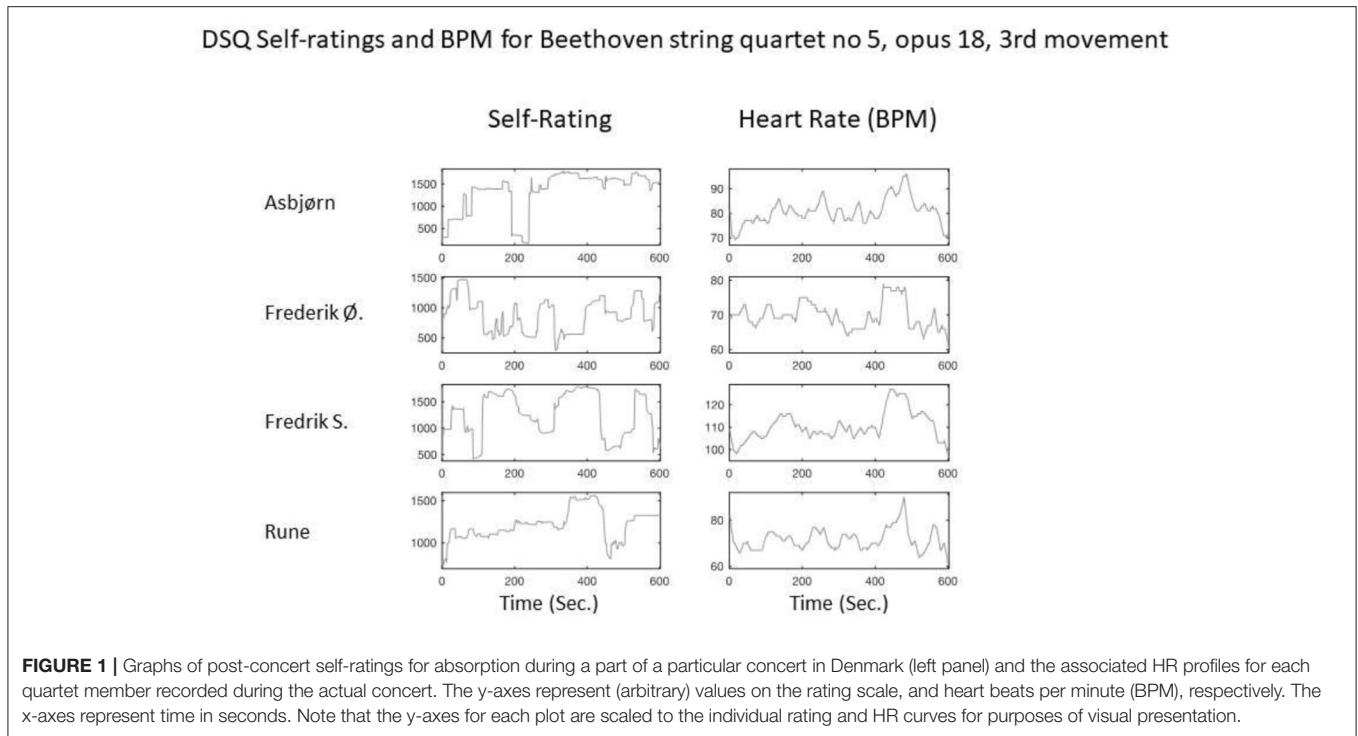 DSQ Self-ratings and BPM for Beethoven string quartet no 5, opus 18, 3rd movement
Self-Rating
Heart Rate (BPM)
Asbjørn
1500
1000
500
0 200 400 600
90
80
70
0 200 400 600
Frederik Ø.
1500
1000
500
0 200 400 600
80
70
60
0 200 400 600
Fredrik S.
1500
1000
500
0 200 400 600
120
110
100
0 200 400 600
Rune
1500
1000
0 200 400 600
Time (Sec.)
80
60
0 200 400 600
Time (Sec.)
FIGURE 1 | Graphs of post-concert self-ratings for absorption during a part of a particular concert in Denmark (left panel) and the associated HR profiles for each
quartet member recorded during the actual concert. The y-axes represent (arbitrary) values on the rating scale, and heart beats per minute (BPM), respectively. The
x-axes represent time in seconds. Note that the y-axes for each plot are scaled to the individual rating and HR curves for purposes of visual presentation.